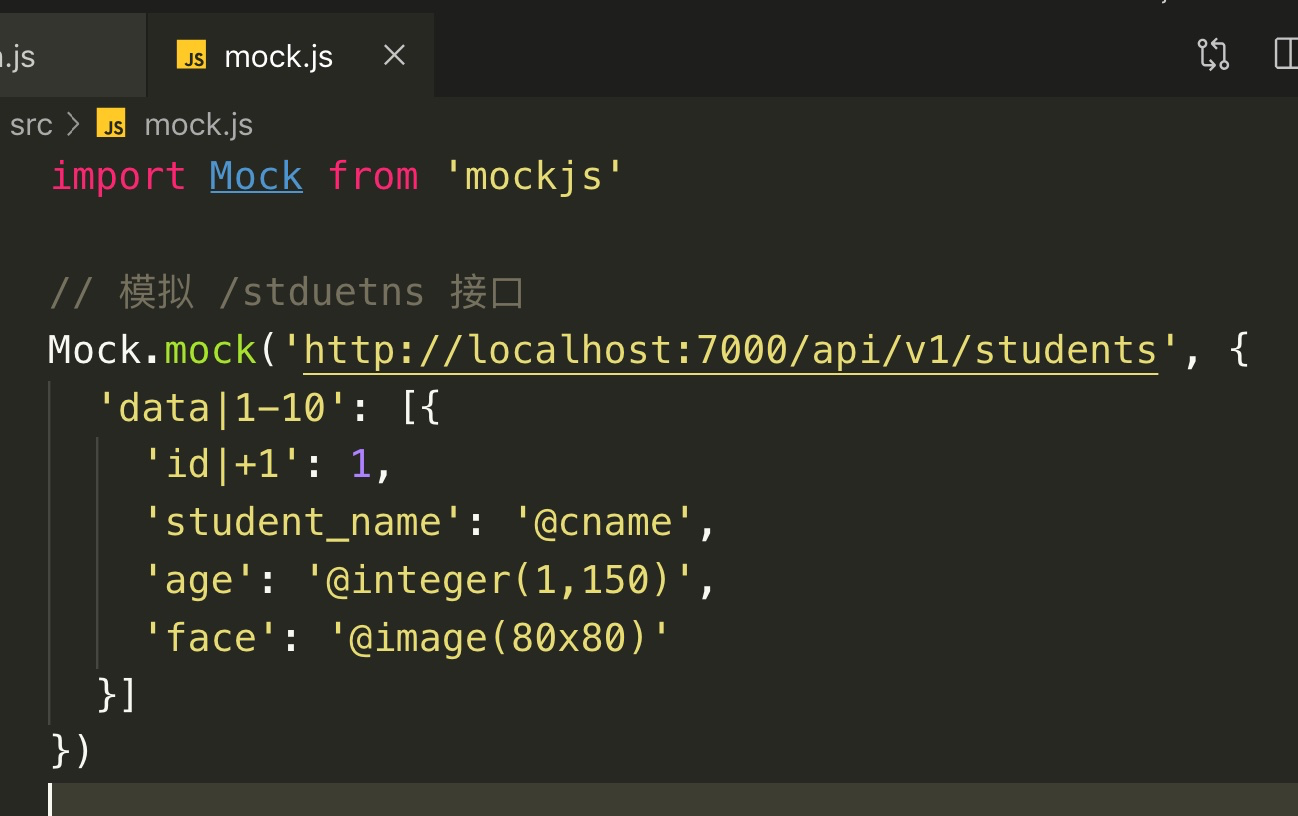 .js
JS mock.js
src > JS mock.js
import Mock from 'mockjs'
// 模拟 /stduetns 接口
Mock.mock('http://localhost:7000/api/v1/students', {
'data|1-10': [{
'id|+1': 1,
'student_name': '@cname',
'age': '@integer(1,150)',
'face': '@image(80x80)'
}]
})